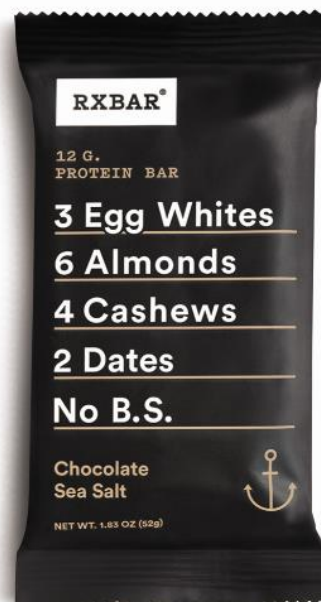 RXBAR®
12 G.
PROTEIN BAR
3 Egg Whites
6 Almonds
4 Cashews
2 Dates
No B.S.
Chocolate
Sea Salt
NET WT. 1.83 OZ (52g)